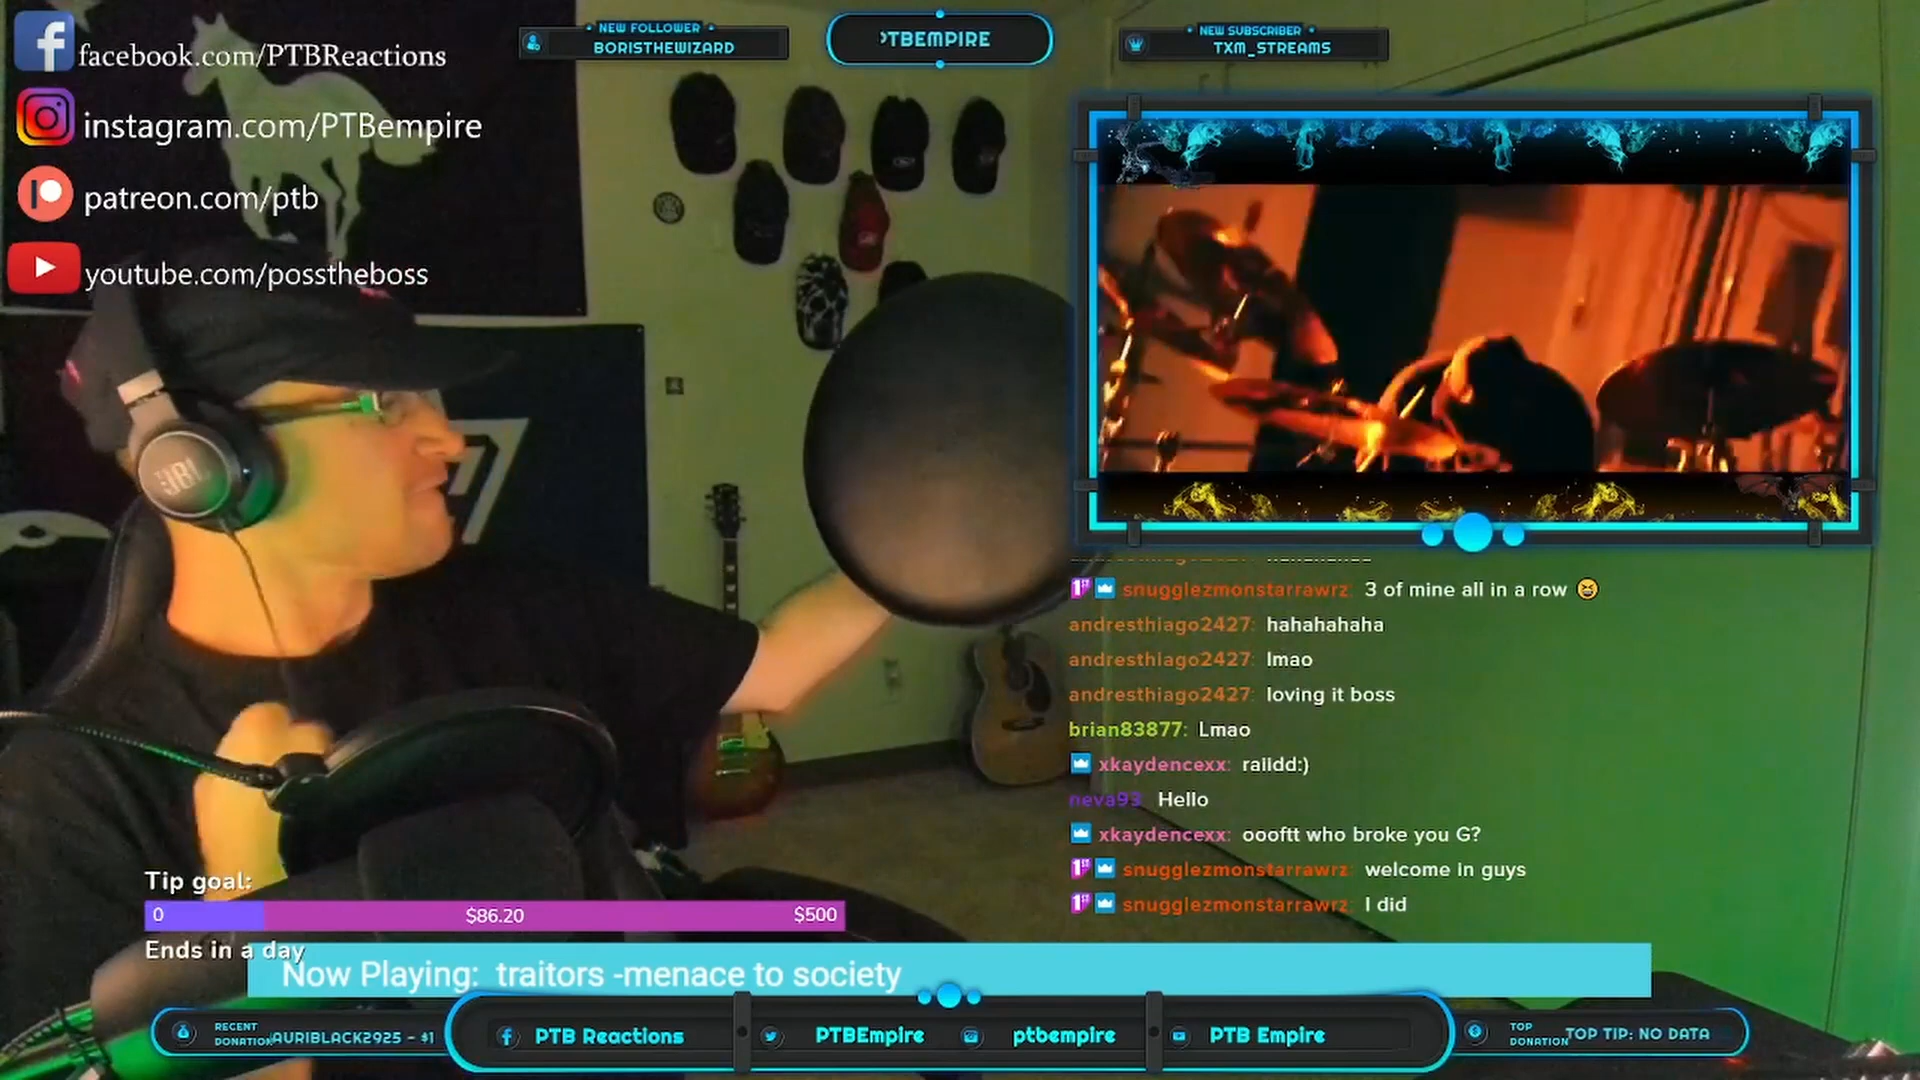 facebook.com/PTBReactions
instagram.com/PTBempire
patreon.com/ptb
youtube.com/posstheboss
NEW FOLLOWER
BORISTHEWIZARD
TBEMPIRE
NEW SUBSCRIBER
TXM_STREAMS
JBL
snugglezmonstarrawrz: 3 of mine all in a row
andresthiago2427: hahahahaha
andresthiago2427: lmao
andresthiago2427: loving it boss
brian83877: Lmao
xkaydencexx: raiidd:)
neva93: Hello
xkaydencexx: oooftt who broke you G?
snugglezmonstarrawrz: welcome in guys
snugglezmonstarrawrz: I did
Tip goal:
0 $86.20 $500
Ends in a day
Now Playing: traitors -menace to society
RECENT DONATION
AURIBLACK2925 - $1
PTB Reactions
PTBEmpire
ptbempire
PTB Empire
TOP DONATION
TOP TIP: NO DATA